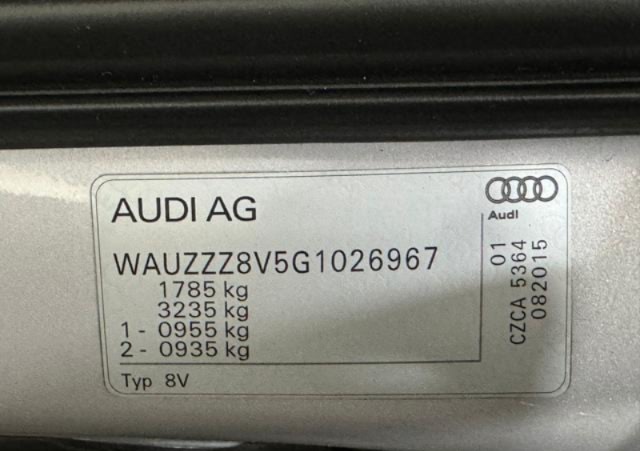 AUDI AG
Audi
WAUZZZ8V5G1026967
1785 kg
3235 kg
1 - 0955 kg
2 - 0935 kg
Typ 8V
01
CZCA 5364
082015